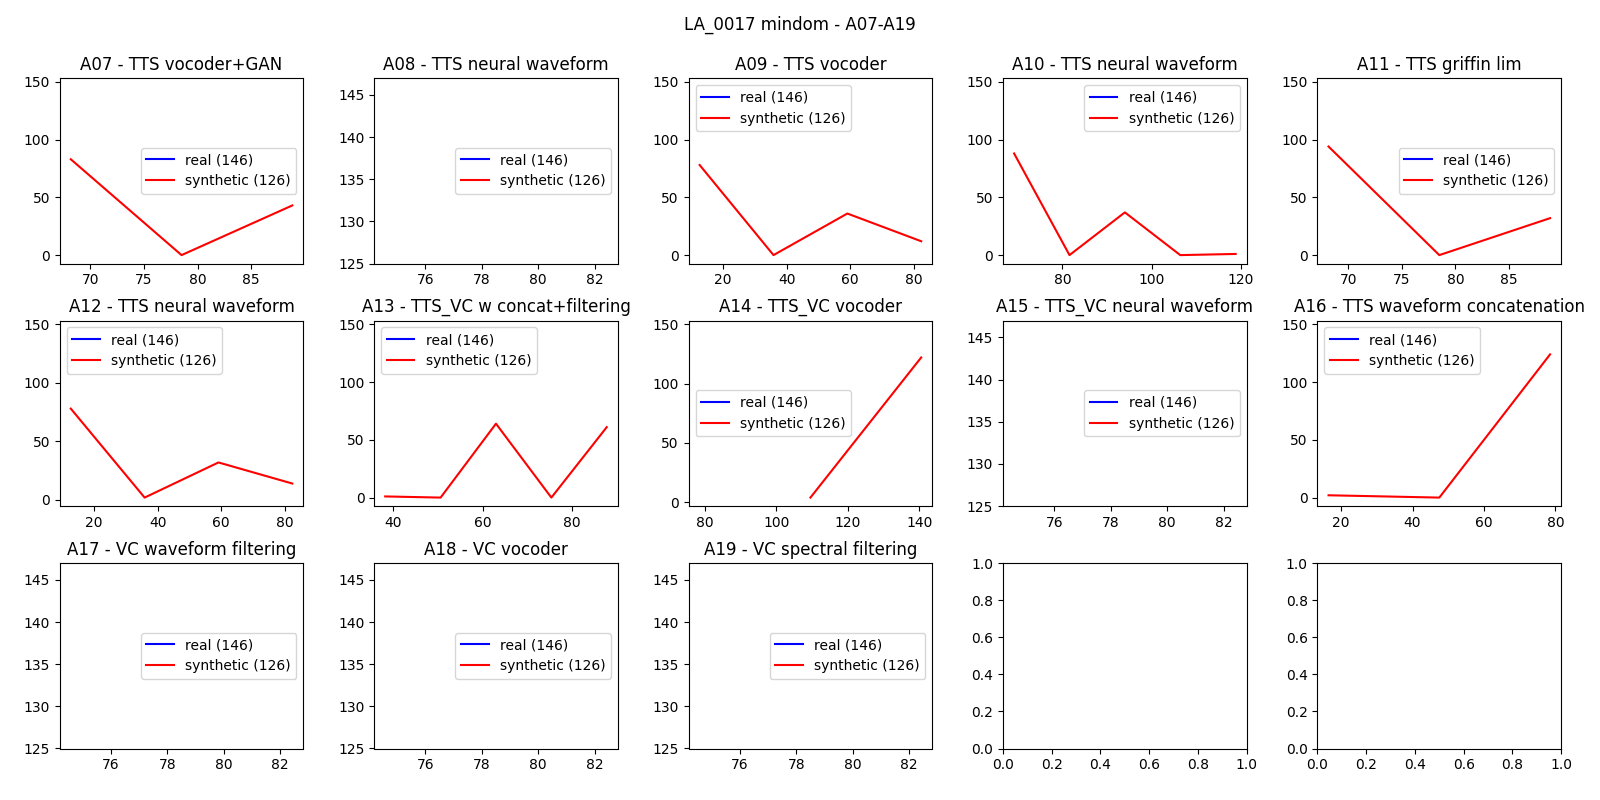 LA_0017 mindom - A07-A19
A07 - TTS vocoder+GAN
150
100
50
0
real (146)
synthetic (126)
70 75 80 85
A08 - TTS neural waveform
145
140
135
130
125
real (146)
synthetic (126)
76 78 80 82
A09 - TTS vocoder
150
100
50
0
real (146)
synthetic (126)
20 40 60 80
A10 - TTS neural waveform
150
100
50
0
real (146)
synthetic (126)
80 100 120
A11 - TTS griffin lim
150
100
50
0
real (146)
synthetic (126)
70 75 80 85
A12 - TTS neural waveform
150
100
50
0
real (146)
synthetic (126)
20 40 60 80
A13 - TTS_VC w concat+filtering
150
100
50
0
real (146)
synthetic (126)
40 60 80
A14 - TTS_VC vocoder
150
100
50
0
real (146)
synthetic (126)
80 100 120 140
A15 - TTS_VC neural waveform
145
140
135
130
125
real (146)
synthetic (126)
76 78 80 82
A16 - TTS waveform concatenation
150
100
50
0
real (146)
synthetic (126)
20 40 60 80
A17 - VC waveform filtering
145
140
135
130
125
real (146)
synthetic (126)
76 78 80 82
A18 - VC vocoder
145
140
135
130
125
real (146)
synthetic (126)
76 78 80 82
A19 - VC spectral filtering
145
140
135
130
125
real (146)
synthetic (126)
76 78 80 82
1.0
0.8
0.6
0.4
0.2
0.0
0.0 0.2 0.4 0.6 0.8 1.0
1.0
0.8
0.6
0.4
0.2
0.0
0.0 0.2 0.4 0.6 0.8 1.0